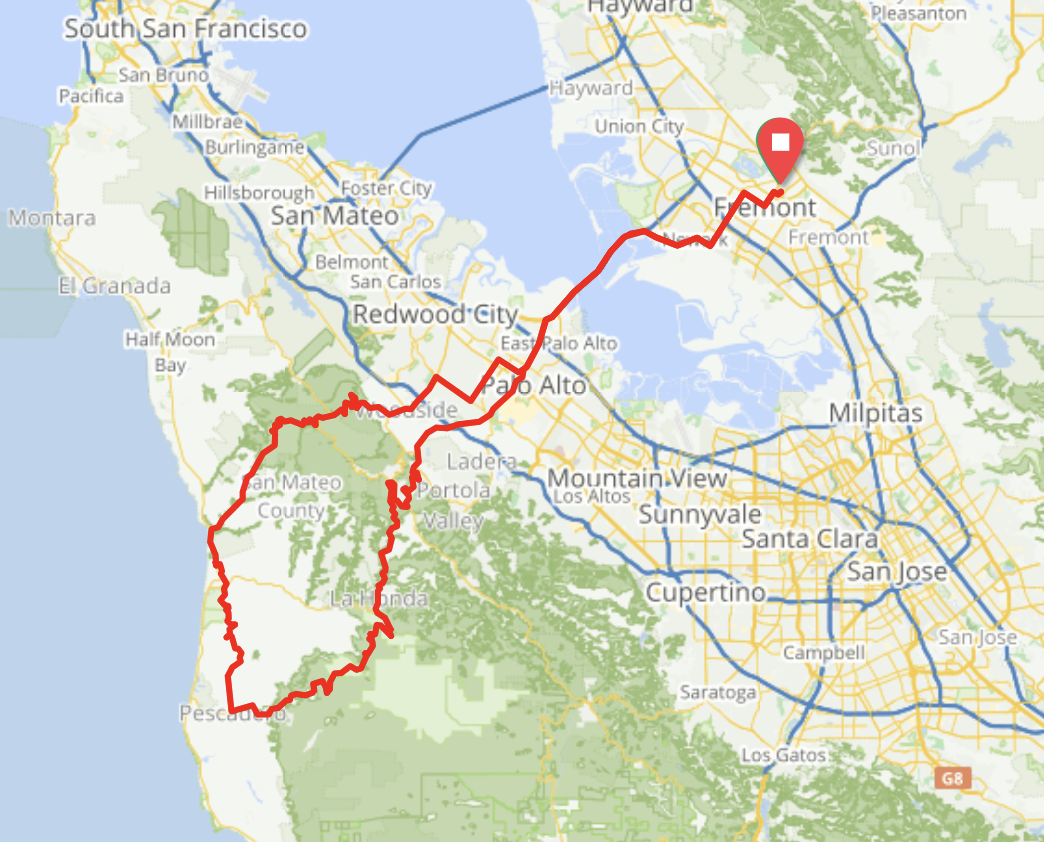 Hayward
Pleasanton
South San Francisco
San Bruno
Pacifica
Hayward
Millbrae
Union City
Burlingame
Sunol
Hillsborough
Foster City
Montara
San Mateo
Fremont
Newark
Fremont
Belmont
San Carlos
El Granada
Redwood City
Half Moon
Bay
East Palo Alto
Palo Alto
Woodside
Milpitas
Ladera
San Mateo
County
Mountain View
Portola
Valley
Los Altos
Sunnyvale
Santa Clara
San Jose
Cupertino
La Honda
San Jose
Campbell
Saratoga
Pescadero
Los Gatos
G8